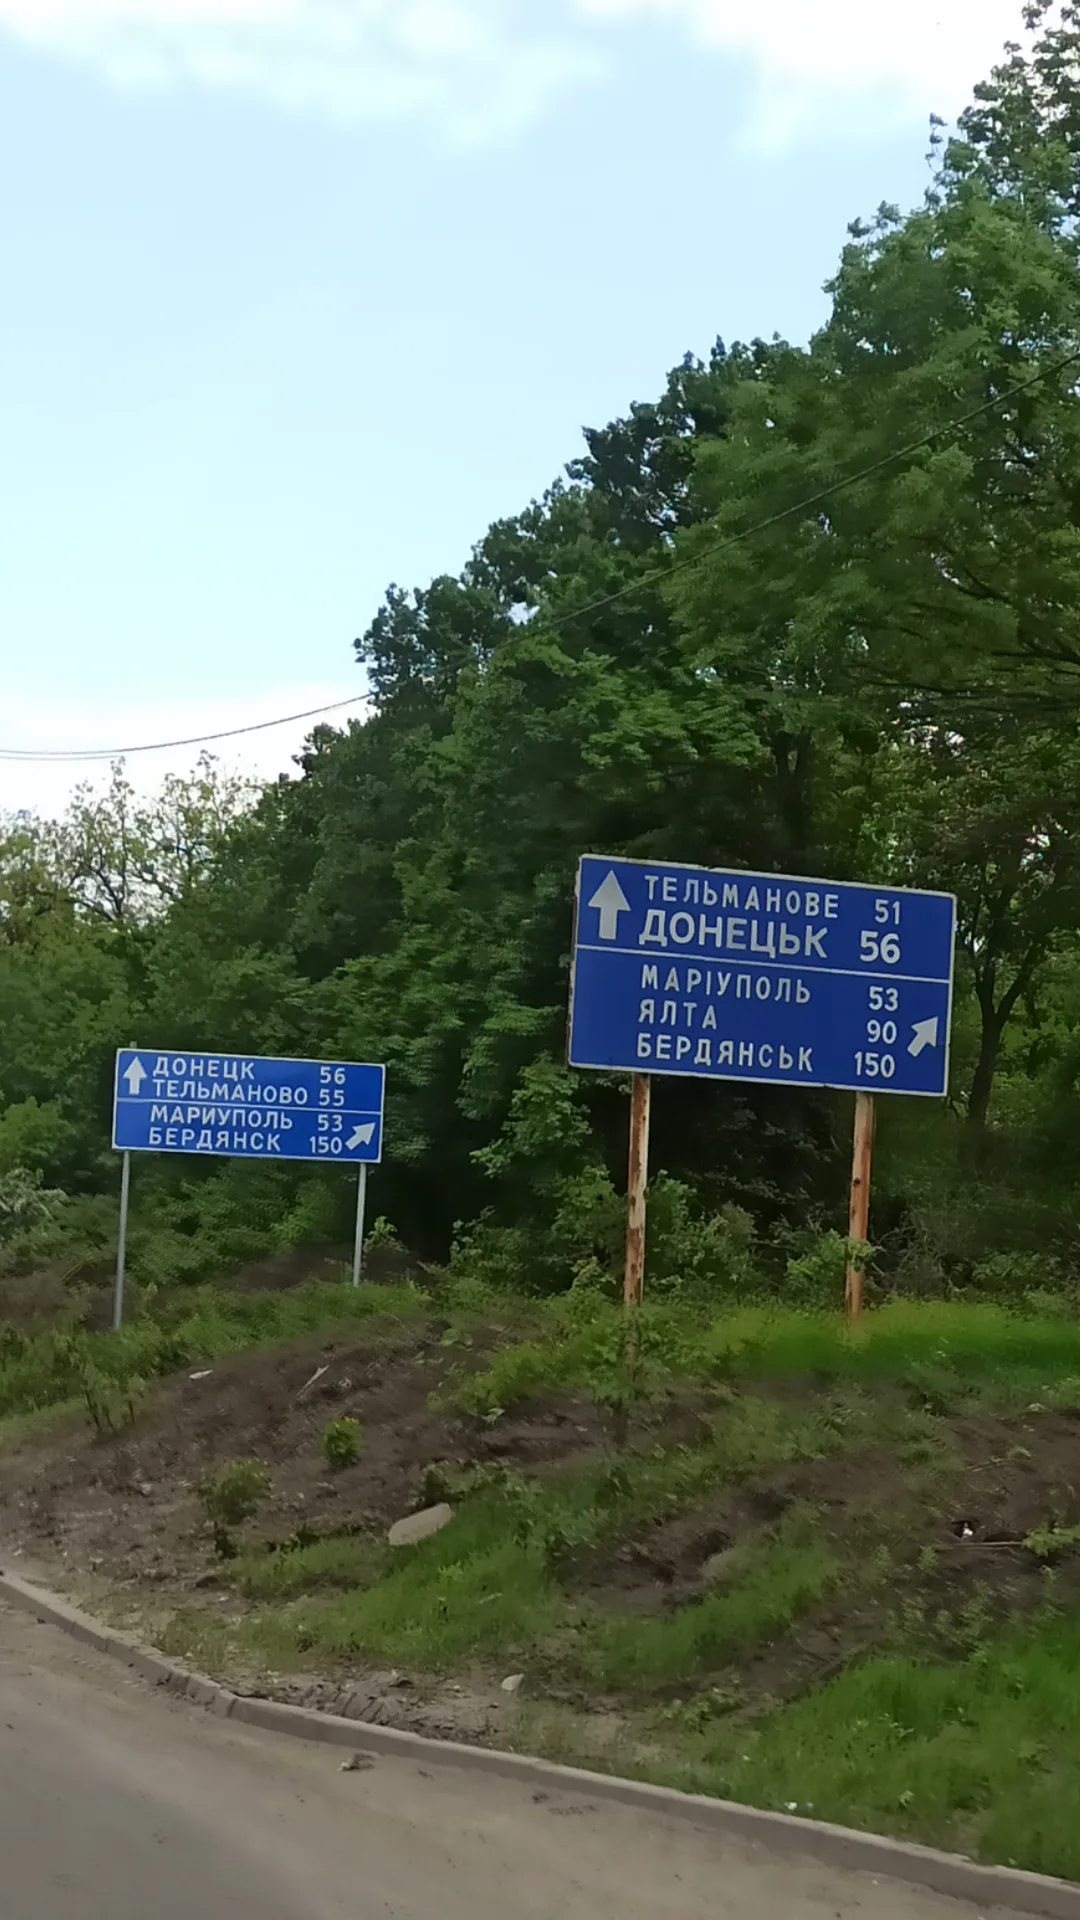 ДОНЕЦК 56
ТЕЛЬМАНОВО 55
МАРИУПОЛЬ 53
БЕРДЯНСК 150
ТЕЛЬМАНОВЕ 51
ДОНЕЦЬК 56
МАРІУПОЛЬ 53
ЯЛТА 90
БЕРДЯНСЬК 150